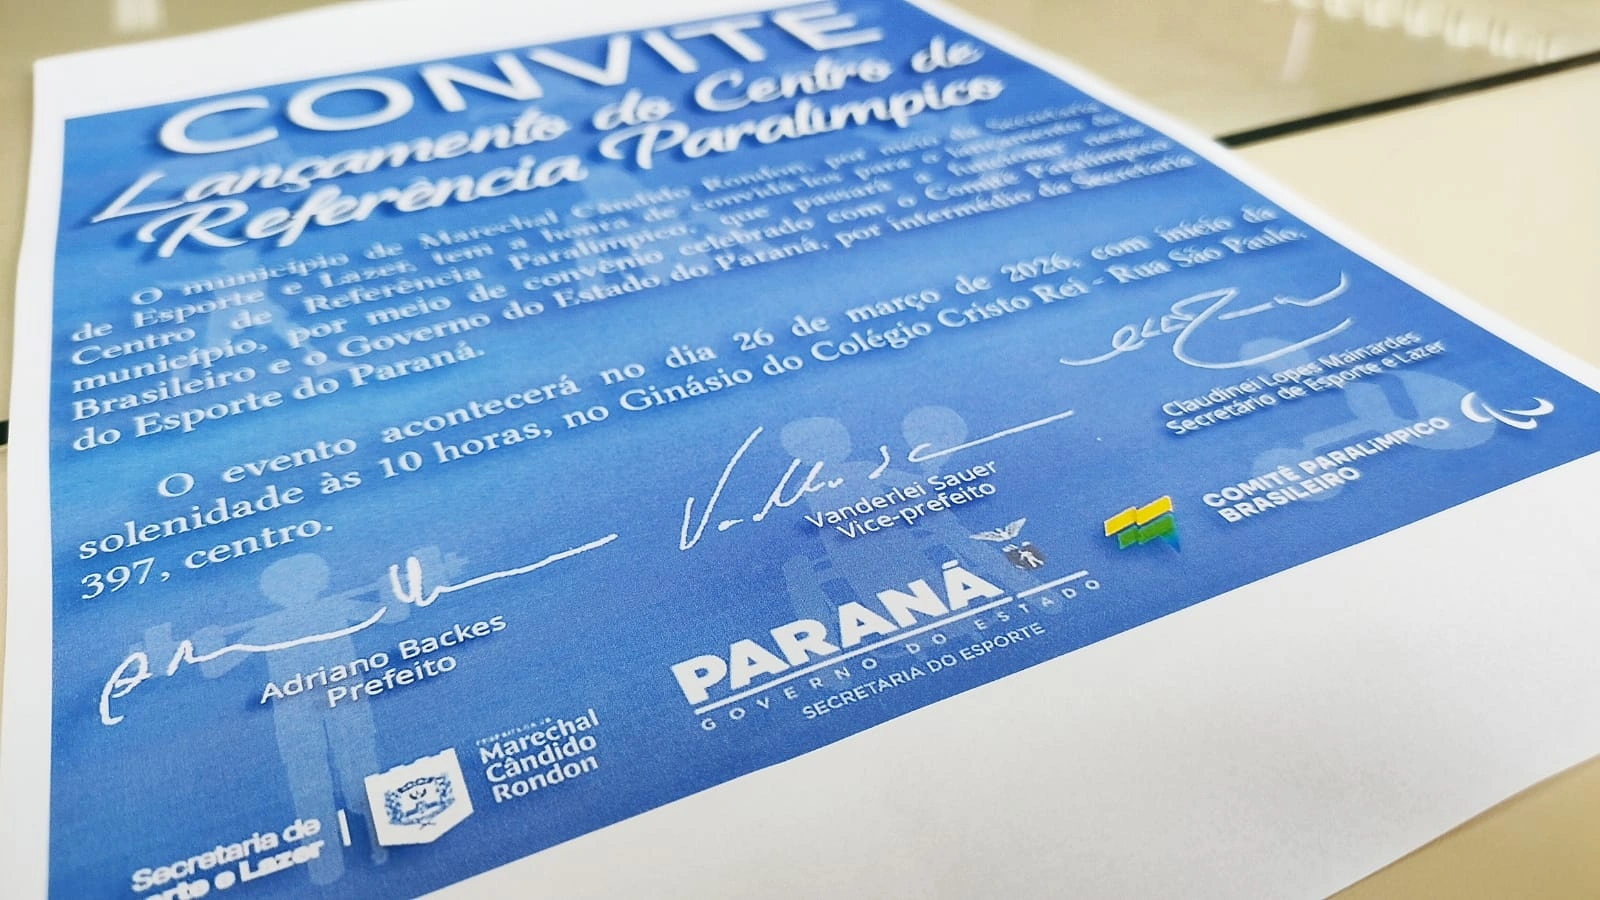 CONVITE
Lançamento do Centro de
Referência Paralímpico
O município de Marechal Cândido Rondon, por meio da Secretaria
de Esporte e Lazer, tem a honra de convidá-los para o lançamento do
Centro de Referência Paralímpico, que passará a funcionar neste
município, por meio de convênio celebrado com o Comitê Paralímpico
Brasileiro e o Governo do Estado do Paraná, por intermédio da Secretaria
do Esporte do Paraná.
O evento acontecerá no dia 26 de março de 2026, com início da
solenidade às 10 horas, no Ginásio do Colégio Cristo Rei - Rua São Paulo,
397, centro.
Claudinei Lopes Mainardes
Secretário de Esporte e Lazer
Vanderlei Sauer
Vice-prefeito
Adriano Backes
Prefeito
COMITÊ PARALÍMPICO
BRASILEIRO
PARANÁ
GOVERNO DO ESTADO
SECRETARIA DO ESPORTE
Marechal
Cândido
Rondon
Secretaria de
orte e Lazer